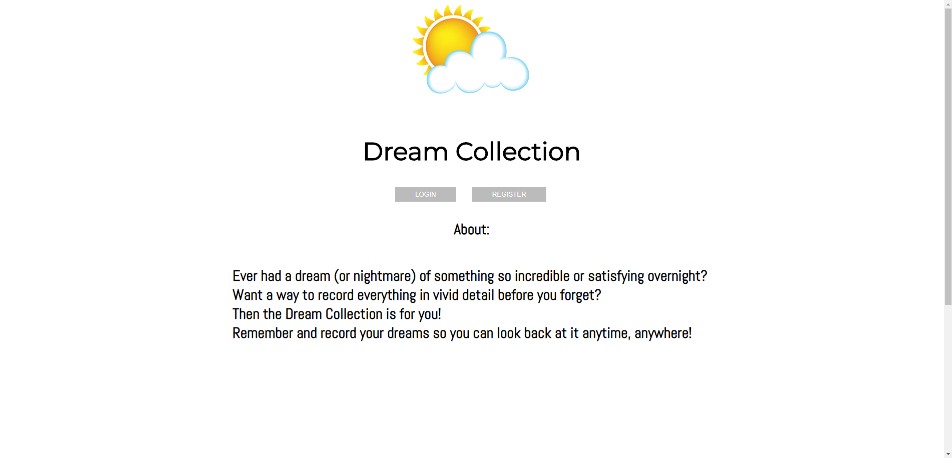 Dream Collection
LOGIN REGISTER
About:
Ever had a dream (or nightmare) of something so incredible or satisfying overnight?
Want a way to record everything in vivid detail before you forget?
Then the Dream Collection is for you!
Remember and record your dreams so you can look back at it anytime, anywhere!